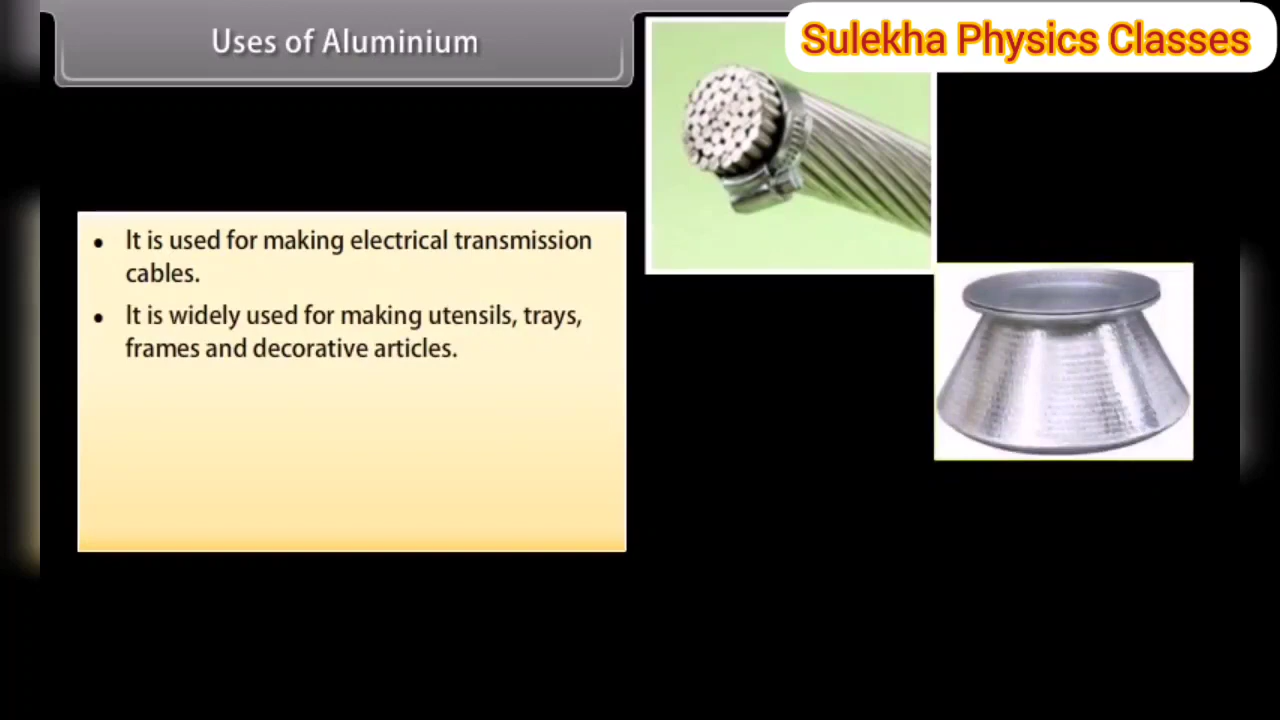 Uses of Aluminium
Sulekha Physics Classes
• It is used for making electrical transmission
cables.
• It is widely used for making utensils, trays,
frames and decorative articles.